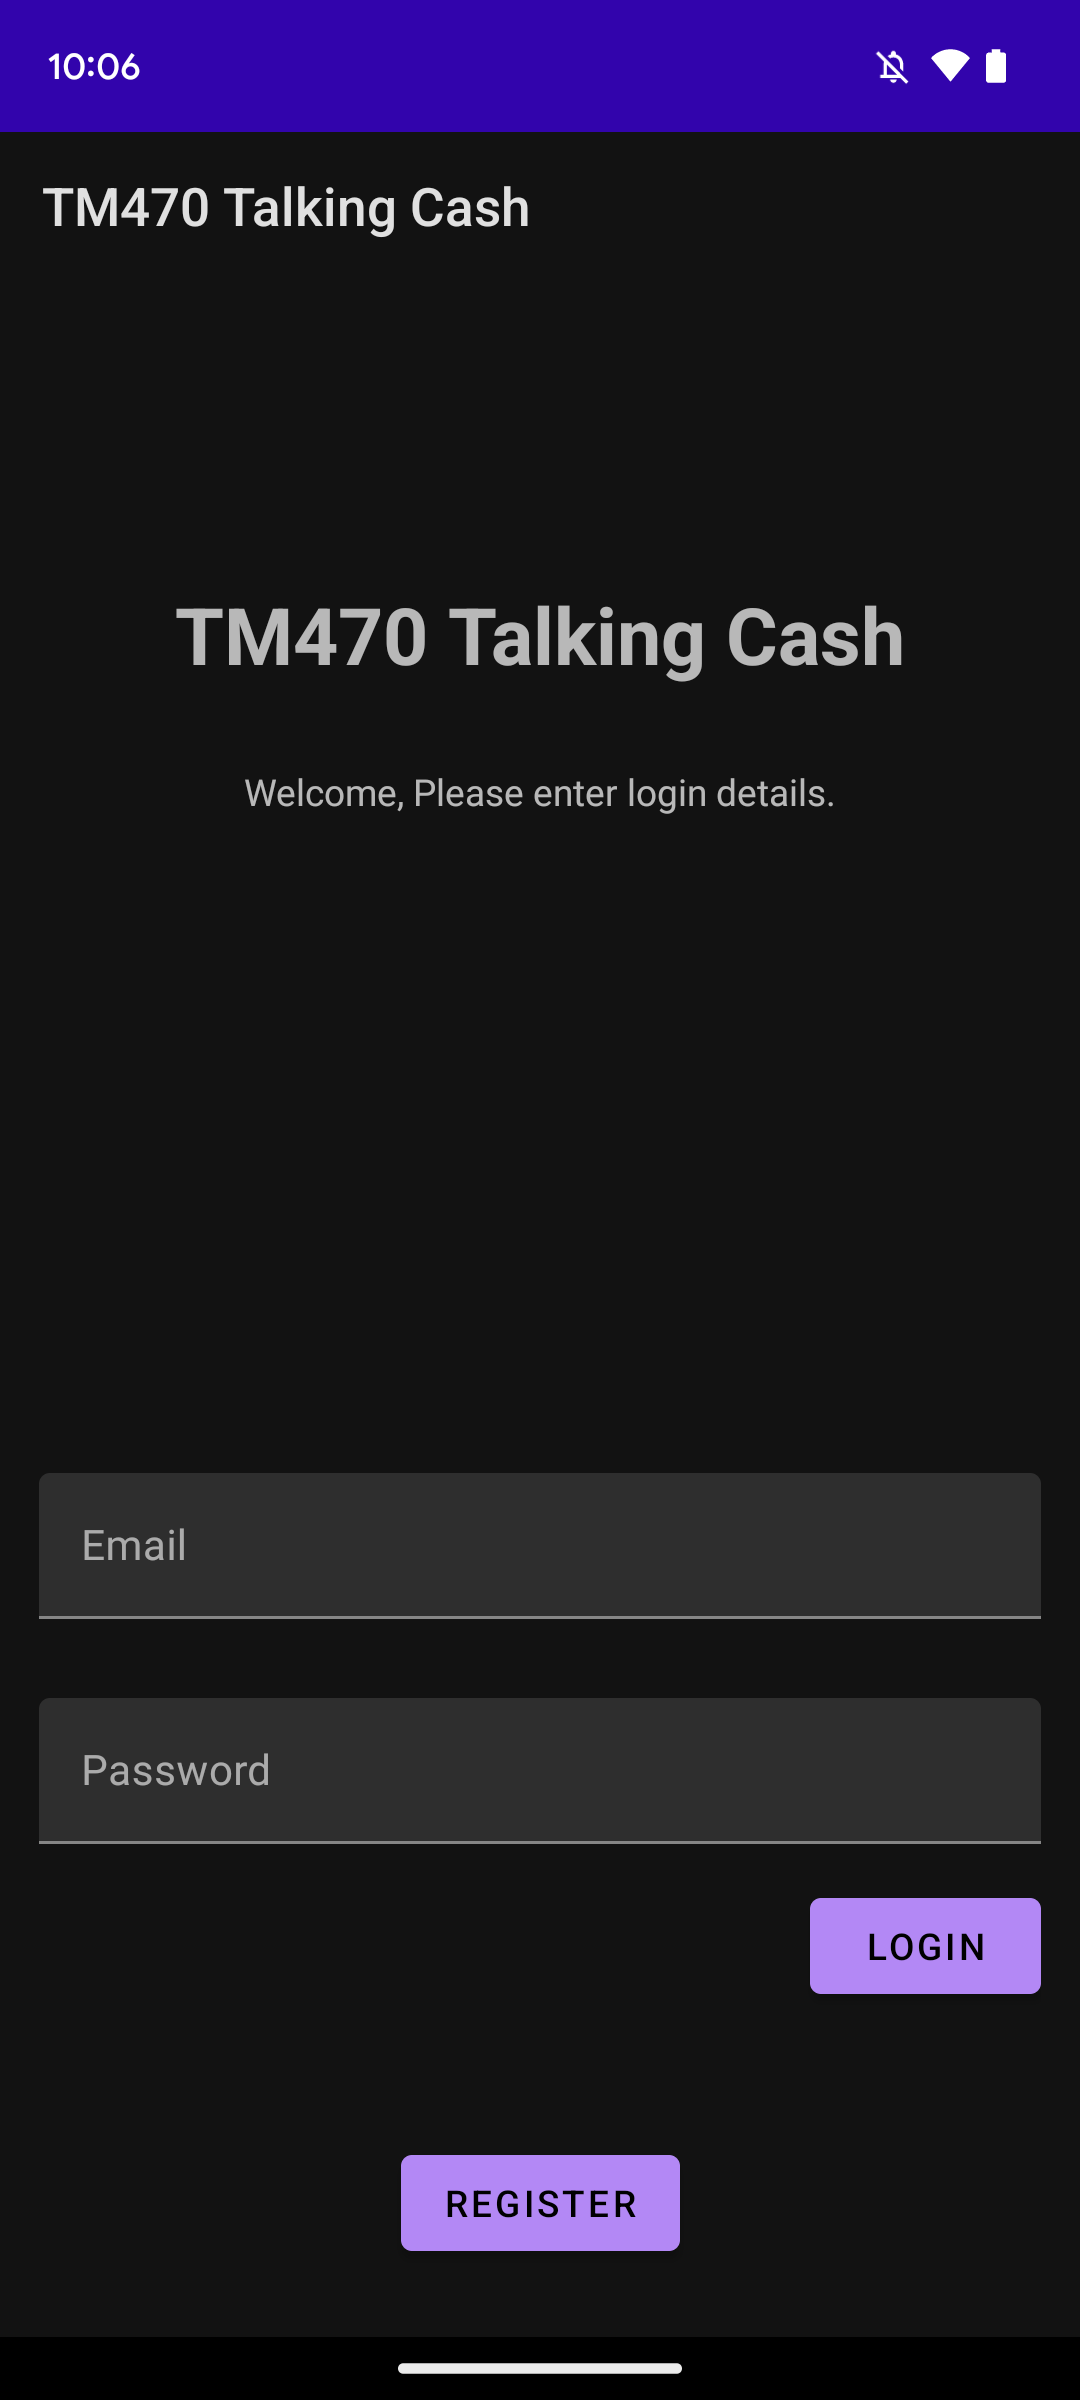 10:06
TM470 Talking Cash
TM470 Talking Cash
Welcome, Please enter login details.
Email
Password
LOGIN
REGISTER